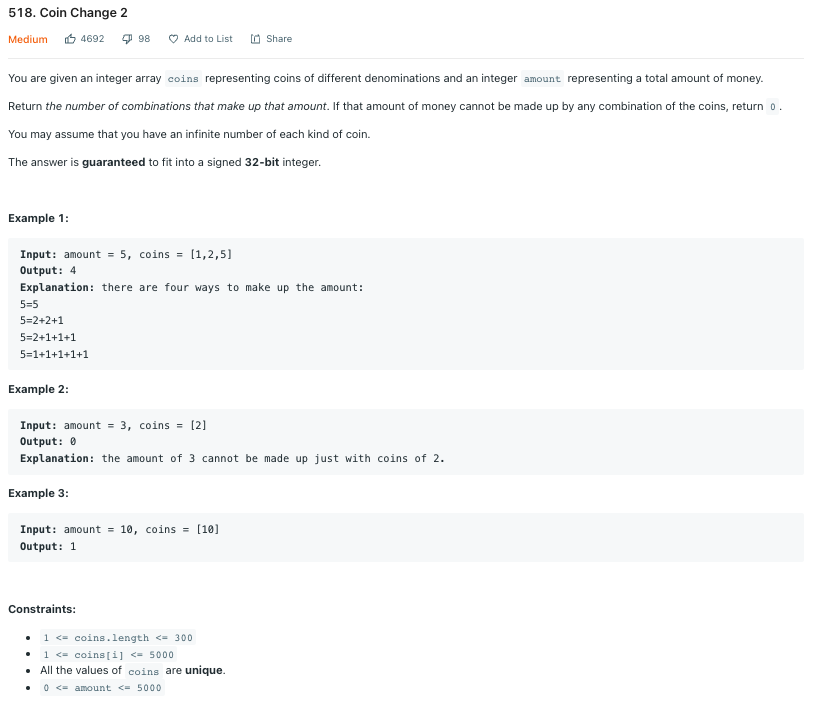 518. Coin Change 2
Medium 4692 98 Add to List Share
You are given an integer array coins representing coins of different denominations and an integer amount representing a total amount of money.
Return the number of combinations that make up that amount. If that amount of money cannot be made up by any combination of the coins, return 0.
You may assume that you have an infinite number of each kind of coin.
The answer is guaranteed to fit into a signed 32-bit integer.
Example 1:
Input: amount = 5, coins = [1,2,5]
Output: 4
Explanation: there are four ways to make up the amount:
5=5
5=2+2+1
5=2+1+1+1
5=1+1+1+1+1
Example 2:
Input: amount = 3, coins = [2]
Output: 0
Explanation: the amount of 3 cannot be made up just with coins of 2.
Example 3:
Input: amount = 10, coins = [10]
Output: 1
Constraints:
• 1 <= coins.length <= 300
• 1 <= coins[i] <= 5000
• All the values of coins are unique.
• 0 <= amount <= 5000